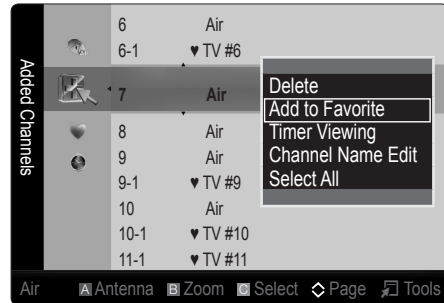 Added Channels
6 Air
6-1 ♥ TV #6
7 Air
8 Air
9 Air
9-1 ♥ TV #9
10 Air
10-1 ♥ TV #10
11-1 ♥ TV #11
Delete
Add to Favorite
Timer Viewing
Channel Name Edit
Select All
Air A Antenna B Zoom C Select Page Tools